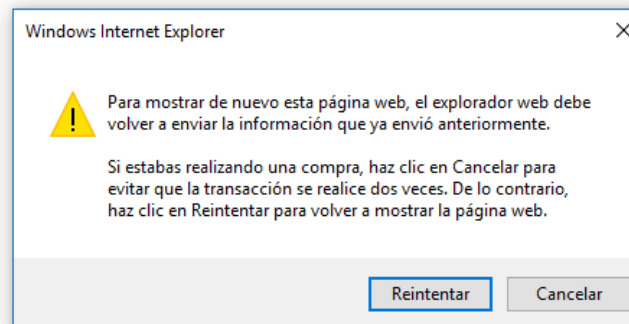 Windows Internet Explorer
Para mostrar de nuevo esta página web, el explorador web debe
volver a enviar la información que ya envió anteriormente.
Si estabas realizando una compra, haz clic en Cancelar para
evitar que la transacción se realice dos veces. De lo contrario,
haz clic en Reintentar para volver a mostrar la página web.
Reintentar Cancelar